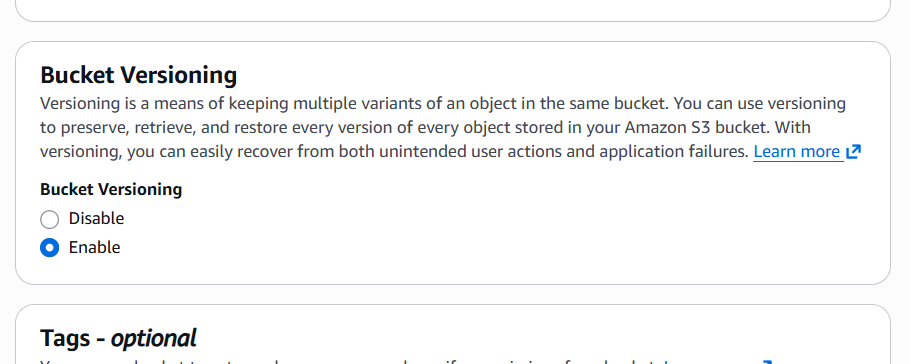 Bucket Versioning
Versioning is a means of keeping multiple variants of an object in the same bucket. You can use versioning
to preserve, retrieve, and restore every version of every object stored in your Amazon S3 bucket. With
versioning, you can easily recover from both unintended user actions and application failures. Learn more
Bucket Versioning
Disable
Enable
Tags - optional